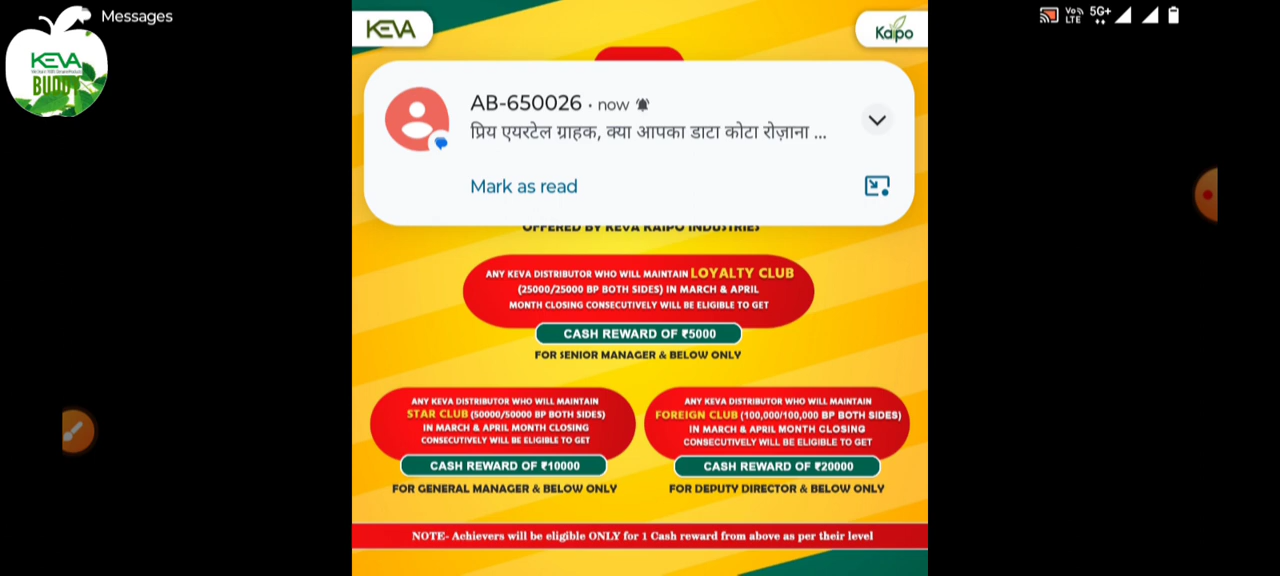 Messages
VoLTE 5G+
KEVA
Kaipo
KEVA
BUDDY
AB-650026 · now
प्रिय एयरटेल ग्राहक, क्या आपका डाटा कोटा रोज़ाना ...
Mark as read
OFFERED BY KEVA KAIPO INDUSTRIES
ANY KEVA DISTRIBUTOR WHO WILL MAINTAIN LOYALTY CLUB
(25000/25000 BP BOTH SIDES) IN MARCH & APRIL
MONTH CLOSING CONSECUTIVELY WILL BE ELIGIBLE TO GET
CASH REWARD OF ₹5000
FOR SENIOR MANAGER & BELOW ONLY
ANY KEVA DISTRIBUTOR WHO WILL MAINTAIN
STAR CLUB (50000/50000 BP BOTH SIDES)
IN MARCH & APRIL MONTH CLOSING
CONSECUTIVELY WILL BE ELIGIBLE TO GET
CASH REWARD OF ₹10000
FOR GENERAL MANAGER & BELOW ONLY
ANY KEVA DISTRIBUTOR WHO WILL MAINTAIN
FOREIGN CLUB (100,000/100,000 BP BOTH SIDES)
IN MARCH & APRIL MONTH CLOSING
CONSECUTIVELY WILL BE ELIGIBLE TO GET
CASH REWARD OF ₹20000
FOR DEPUTY DIRECTOR & BELOW ONLY
NOTE- Achievers will be eligible ONLY for 1 Cash reward from above as per their level